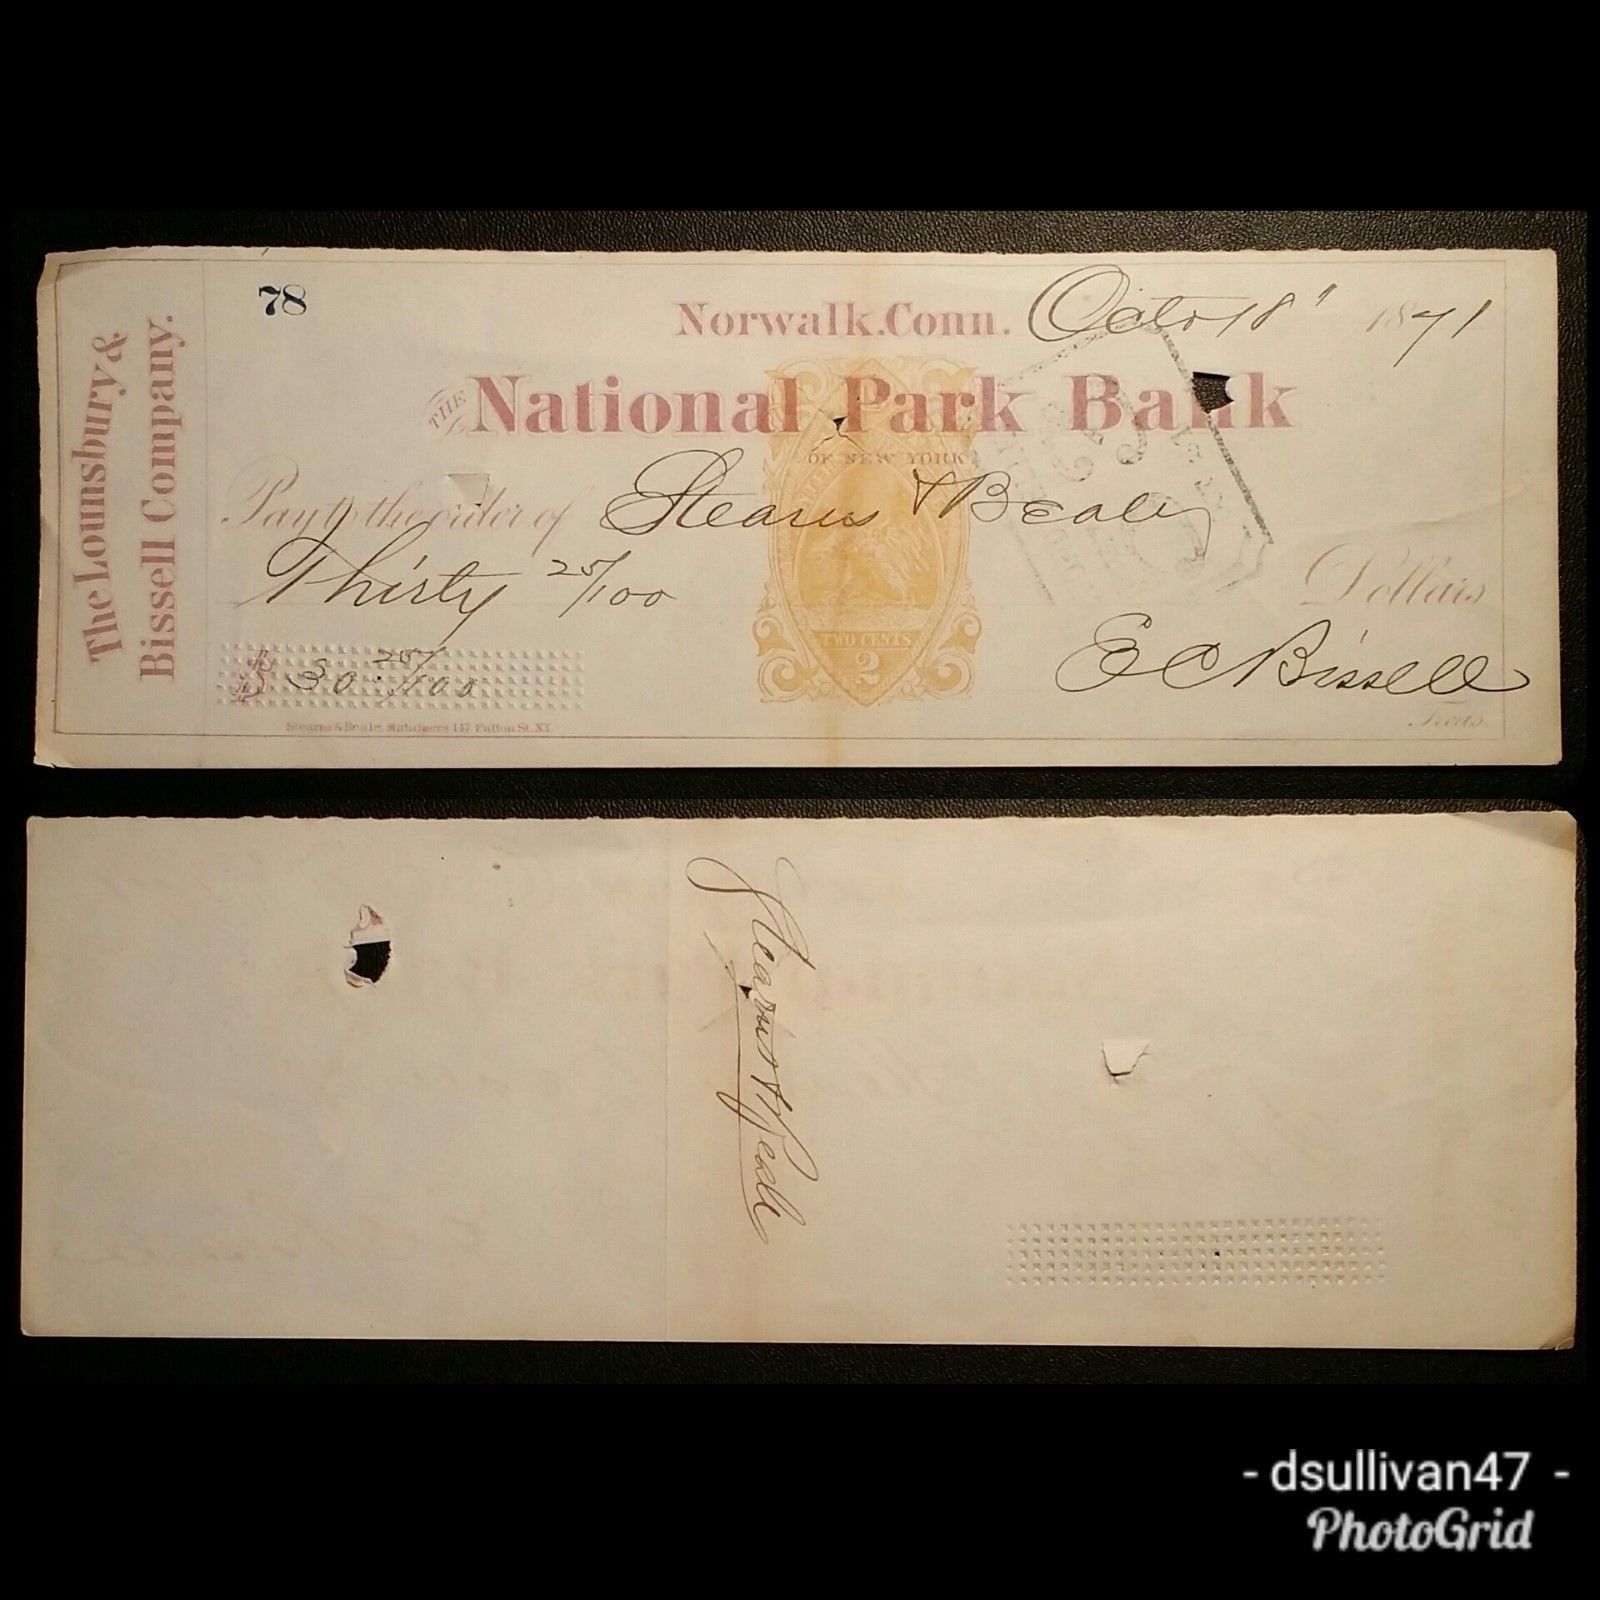 The Lounsbury &
Bissell Company.
78
Norwalk. Conn. Octo 18" 1871
THE National Park Bank
OF NEW YORK
Pay to the order of Stearns & Beale
Thirty 25/100 Dollars
TWO CENTS
2
$ 30 25/100
E C Bissell
Treas.
Stearns & Beale Stationers 147 Fulton St. N.Y.
Stearns & Beale
- dsullivan47 -
PhotoGrid